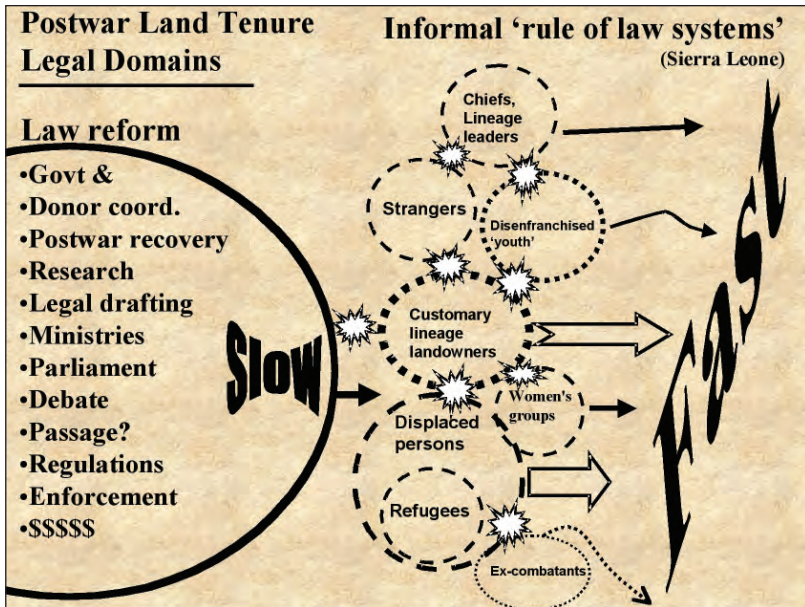 Postwar Land Tenure
Legal Domains
Law reform
•Govt &
•Donor coord.
•Postwar recovery
•Research
•Legal drafting
•Ministries
•Parliament
•Debate
•Passage?
•Regulations
•Enforcement
•$$$$$
Slow
Informal ‘rule of law systems’
(Sierra Leone)
Chiefs,
Lineage
leaders
Strangers
Disenfranchised
‘youth’
Customary
lineage
landowners
Women's
groups
Displaced
persons
Refugees
Ex-combatants
Fast